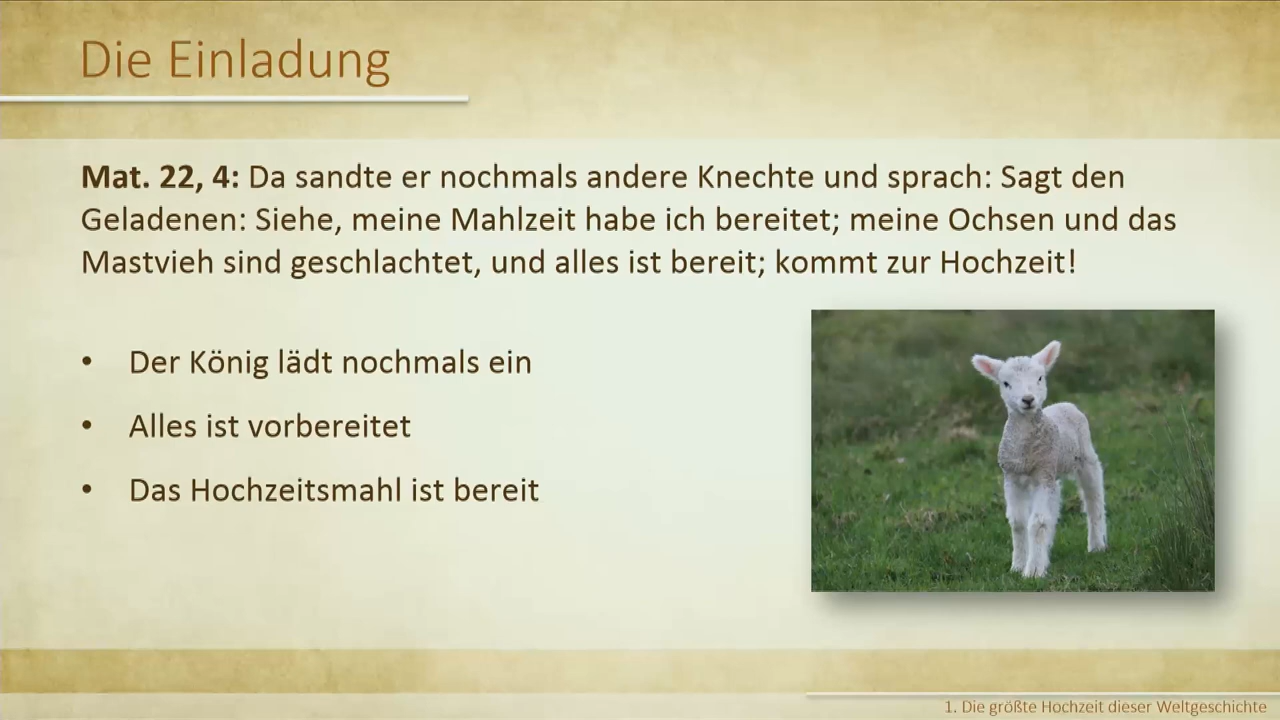 Die Einladung
Mat. 22, 4: Da sandte er nochmals andere Knechte und sprach: Sagt den
Geladenen: Siehe, meine Mahlzeit habe ich bereitet; meine Ochsen und das
Mastvieh sind geschlachtet, und alles ist bereit; kommt zur Hochzeit!
• Der König lädt nochmals ein
• Alles ist vorbereitet
• Das Hochzeitsmahl ist bereit
1. Die größte Hochzeit dieser Weltgeschichte